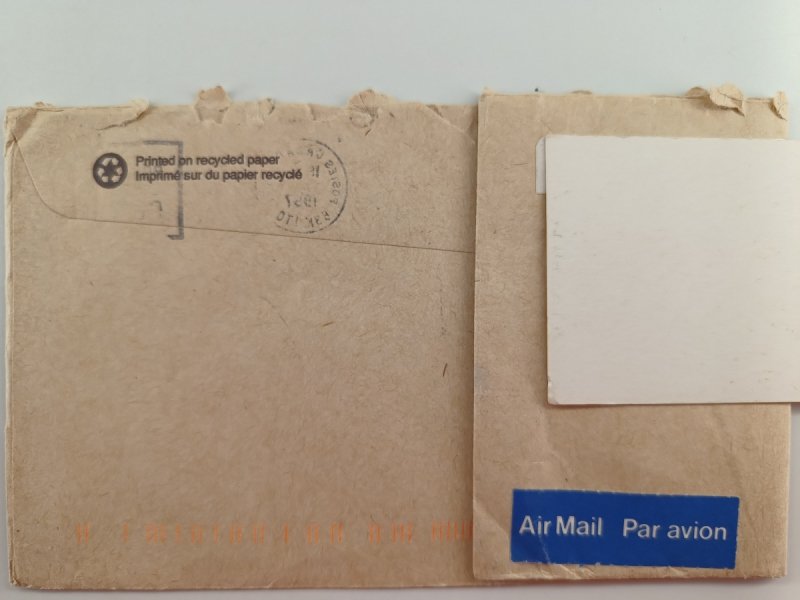 Printed on recycled paper
Imprimé sur du papier recyclé
Air Mail Par avion